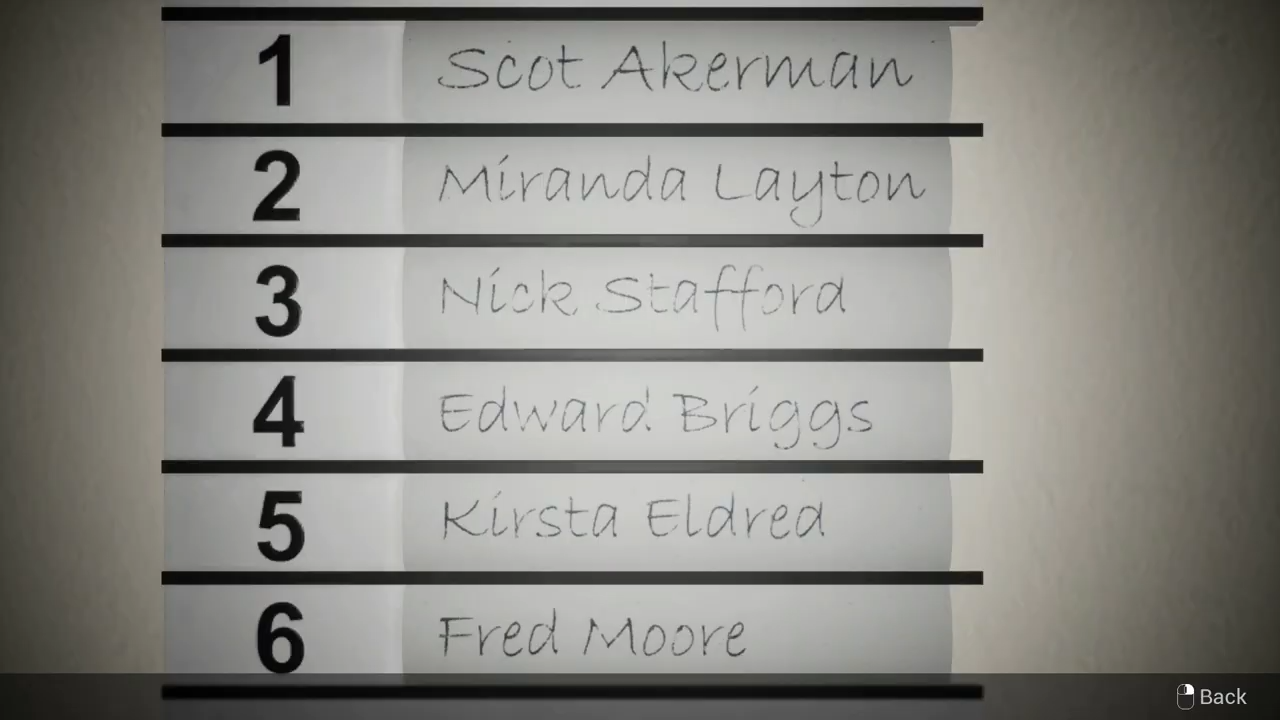 1 Scot Akerman
2 Miranda Layton
3 Nick Stafford
4 Edward Briggs
5 Kirsta Eldred
6 Fred Moore
Back